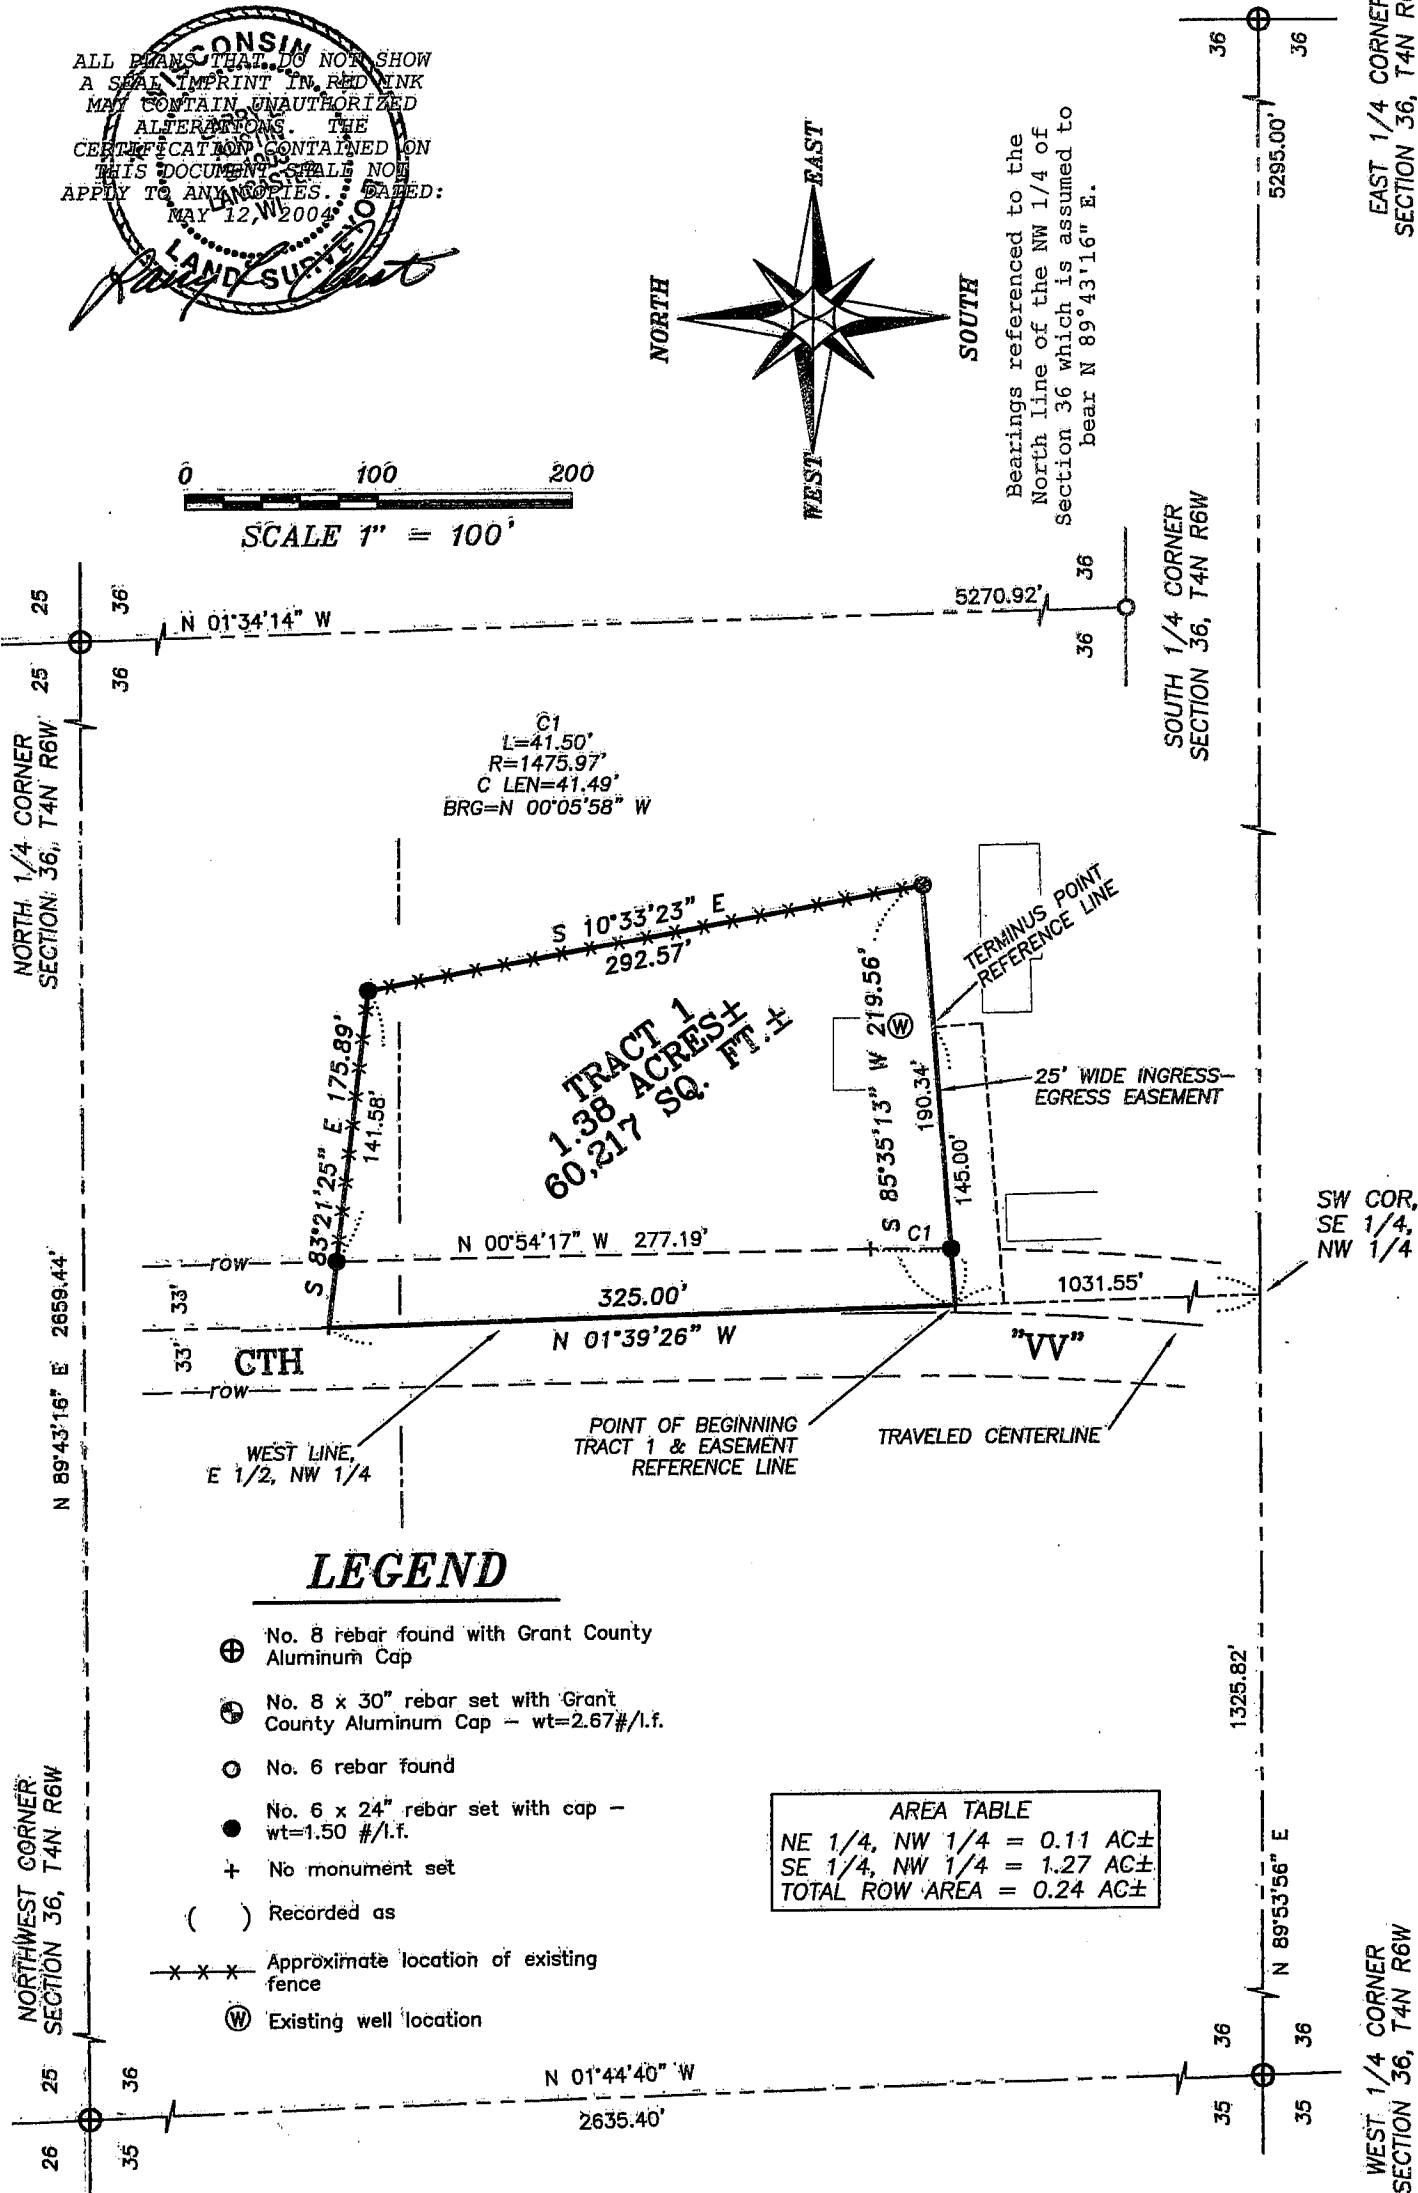 WISCONSIN
LAND SURVEYOR
LANCASTER
WI
ALL PLANS THAT DO NOT SHOW
A SEAL IMPRINT IN RED INK
MAY CONTAIN UNAUTHORIZED
ALTERATIONS. THE
CERTIFICATION CONTAINED ON
THIS DOCUMENT SHALL NOT
APPLY TO ANY COPIES. DATED:
MAY 12, 2004
EAST
NORTH
SOUTH
WEST
Bearings referenced to the
North line of the NW 1/4 of
Section 36 which is assumed to
bear N 89°43'16" E.
36
36
5295.00'
EAST 1/4 CORNER
SECTION 36, T4N
0 100 200
SCALE 1" = 100'
25
36
25
36
N 01°34'14" W
5270.92'
36
36
SOUTH 1/4 CORNER
SECTION 36, T4N R6W
NORTH 1/4 CORNER
SECTION 36, T4N R6W
C1
L=41.50'
R=1475.97'
C LEN=41.49'
BRG=N 00°05'58" W
S 10°33'23" E
292.57'
TERMINUS POINT
REFERENCE LINE
TRACT 1
1.38 ACRES±
60,217 SQ. FT.±
S 83°21'25" E 175.89'
141.58'
S 85°35'13" W 219.56'
W
190.34'
145.00'
25' WIDE INGRESS-
EGRESS EASEMENT
SW COR,
SE 1/4,
NW 1/4
C1
N 00°54'17" W 277.19'
row
33'
33'
325.00'
N 01°39'26" W
1031.55'
CTH
"VV"
row
WEST LINE,
E 1/2, NW 1/4
POINT OF BEGINNING
TRACT 1 & EASEMENT
REFERENCE LINE
TRAVELED CENTERLINE
N 89°43'16" E 2659.44'
LEGEND
No. 8 rebar found with Grant County
Aluminum Cap
No. 8 x 30" rebar set with Grant
County Aluminum Cap - wt=2.67#/l.f.
No. 6 rebar found
No. 6 x 24" rebar set with cap -
wt=1.50 #/l.f.
+ No monument set
( ) Recorded as
x x x Approximate location of existing
fence
W Existing well location
AREA TABLE
NE 1/4, NW 1/4 = 0.11 AC±
SE 1/4, NW 1/4 = 1.27 AC±
TOTAL ROW AREA = 0.24 AC±
1325.82'
N 89°53'56" E
NORTHWEST CORNER
SECTION 36, T4N R6W
25
36
26
35
N 01°44'40" W
2635.40'
36
36
35
35
WEST 1/4 CORNER
SECTION 36, T4N R6W